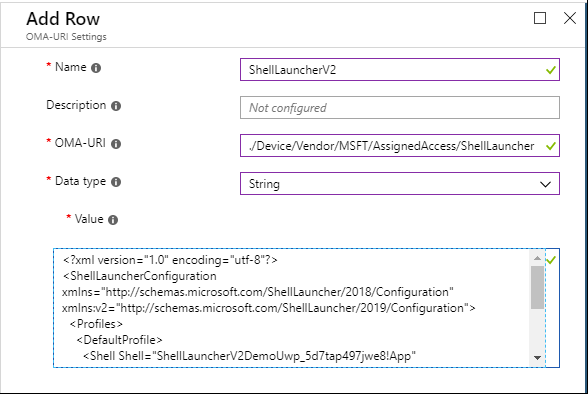 Add Row
OMA-URI Settings
* Name
ShellLauncherV2
Description
Not configured
* OMA-URI
./Device/Vendor/MSFT/AssignedAccess/ShellLauncher
* Data type
String
* Value
<?xml version="1.0" encoding="utf-8"?>
<ShellLauncherConfiguration
xmlns="http://schemas.microsoft.com/ShellLauncher/2018/Configuration"
xmlns:v2="http://schemas.microsoft.com/ShellLauncher/2019/Configuration">
<Profiles>
<DefaultProfile>
<Shell Shell="ShellLauncherV2DemoUwp_5d7tap497jwe8!App"